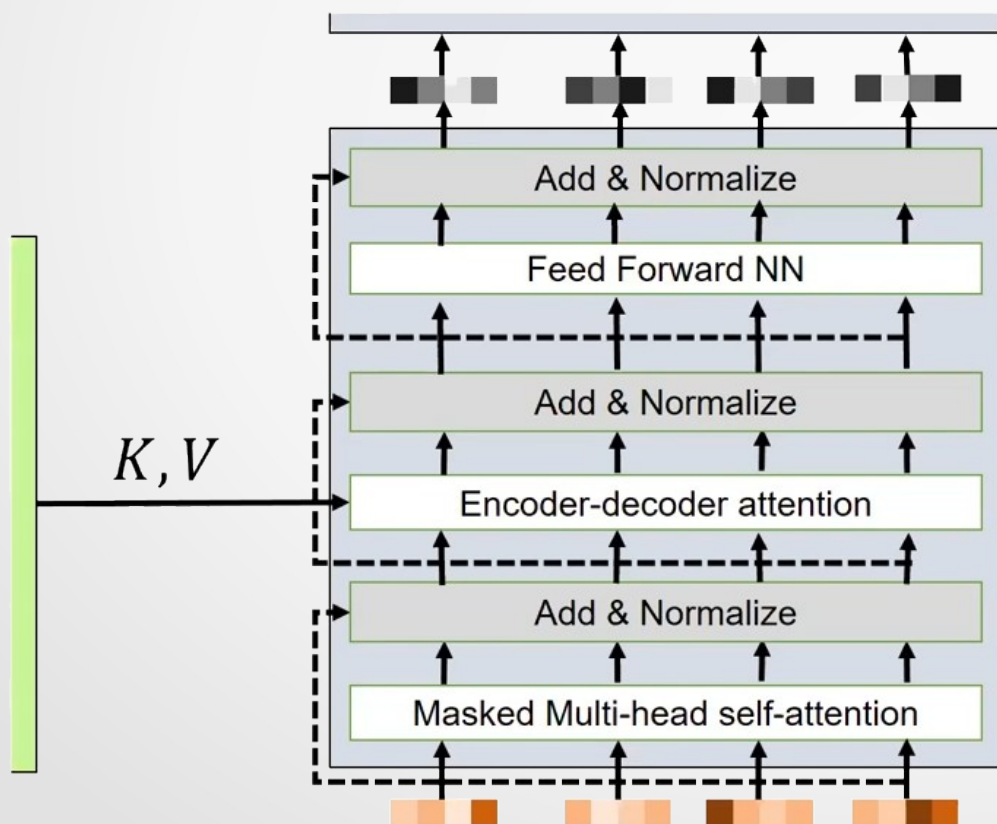 Add & Normalize
Feed Forward NN
Add & Normalize
K, V
Encoder-decoder attention
Add & Normalize
Masked Multi-head self-attention